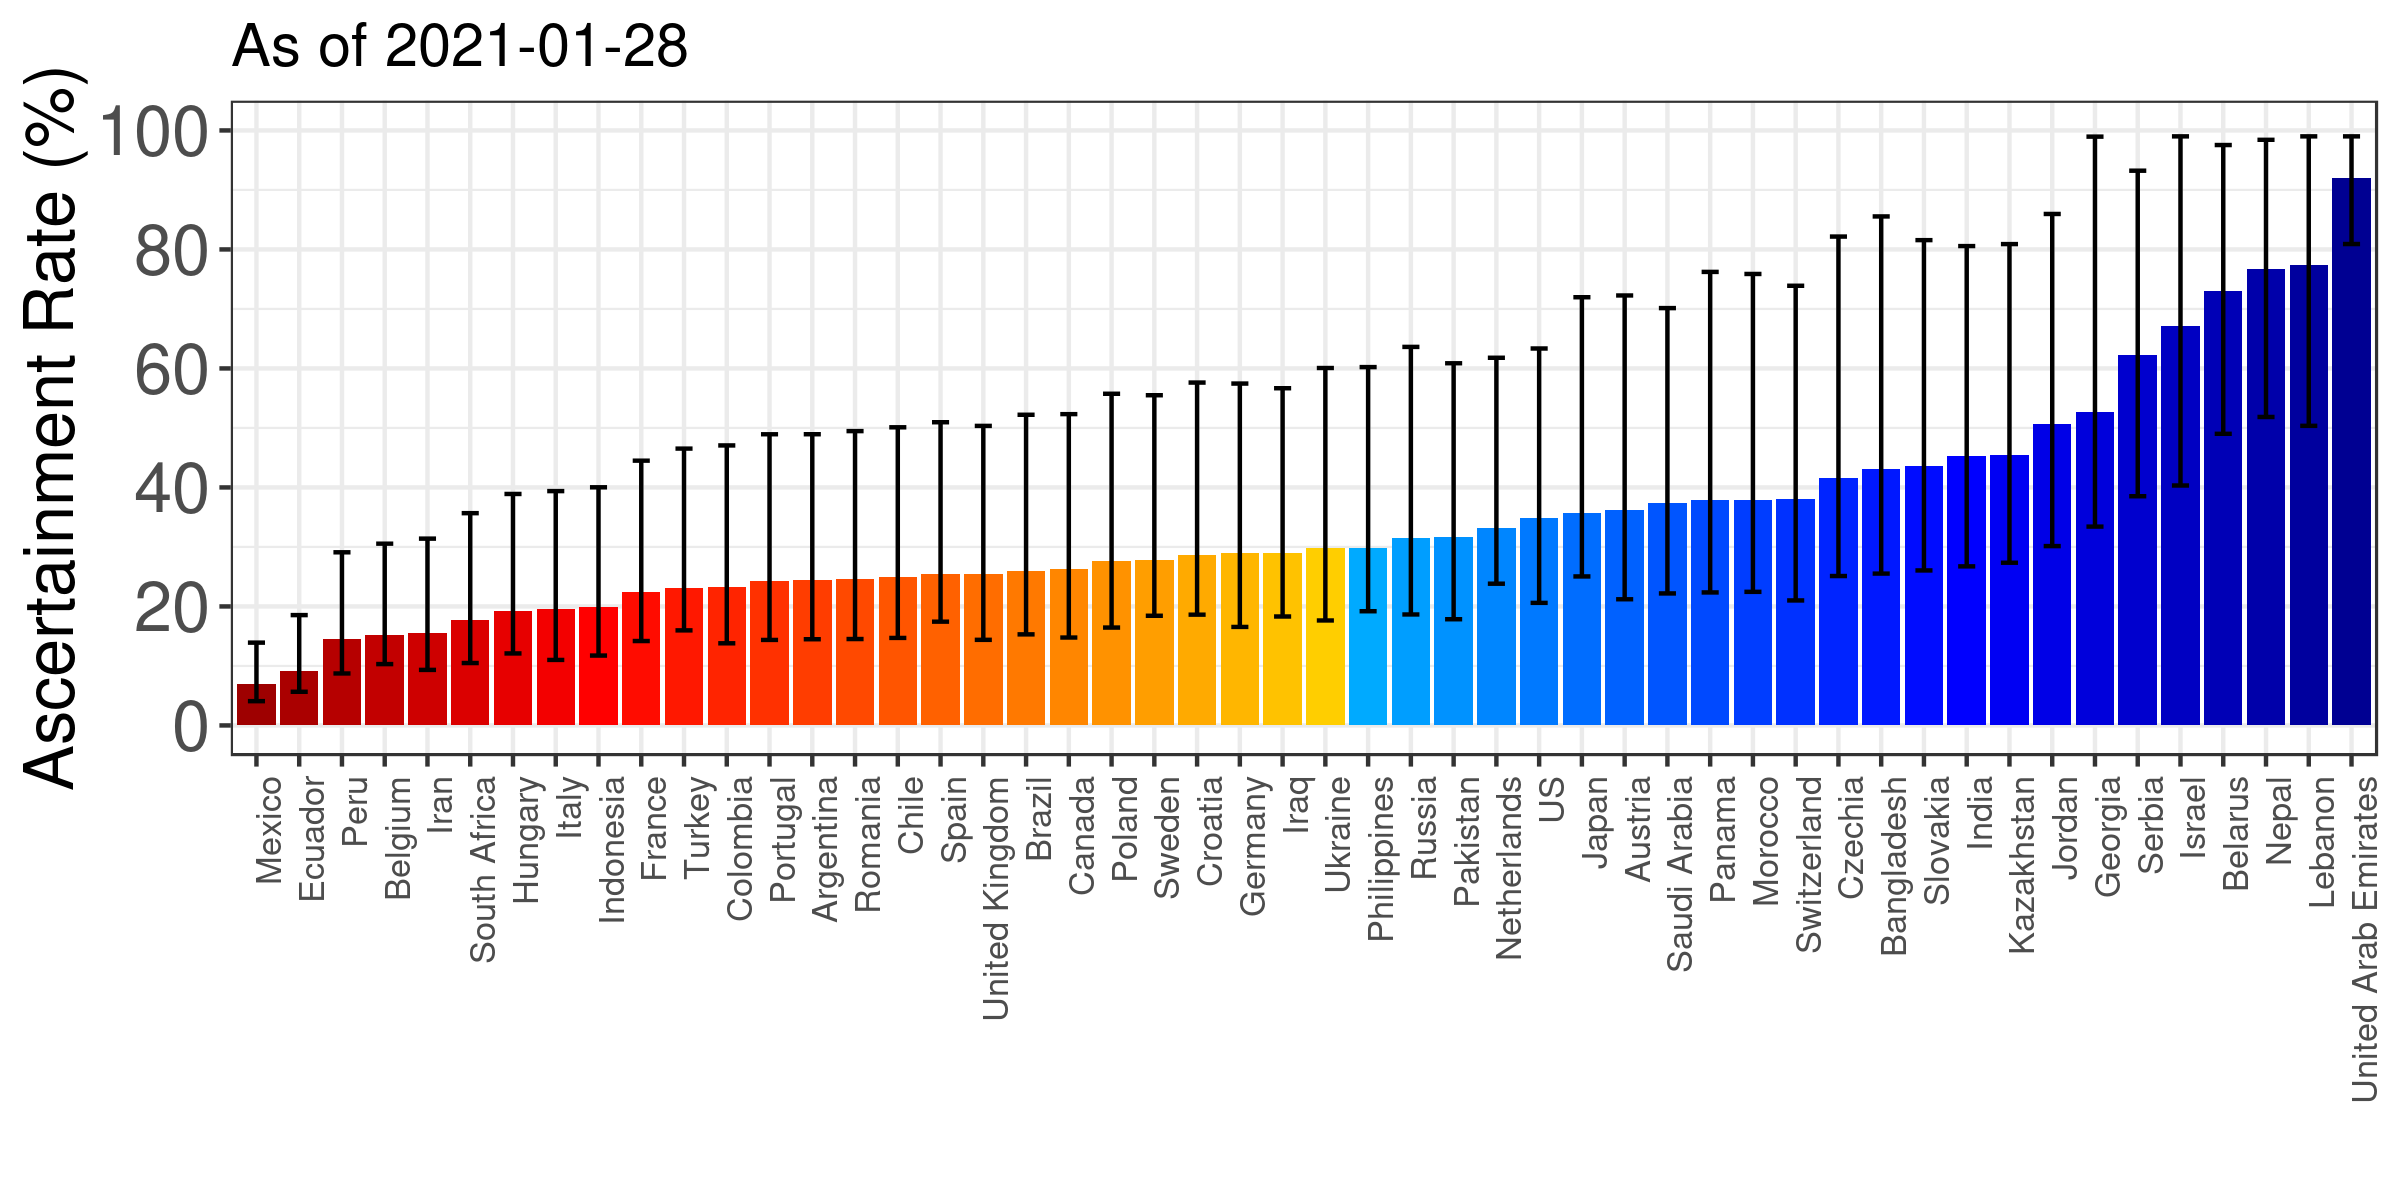 As of 2021-01-28
Ascertainment Rate (%)
100
80
60
40
20
0
Mexico
Ecuador
Peru
Belgium
Iran
South Africa
Hungary
Italy
Indonesia
France
Turkey
Colombia
Portugal
Argentina
Romania
Chile
Spain
United Kingdom
Brazil
Canada
Poland
Sweden
Croatia
Germany
Iraq
Ukraine
Philippines
Russia
Pakistan
Netherlands
US
Japan
Austria
Saudi Arabia
Panama
Morocco
Switzerland
Czechia
Bangladesh
Slovakia
India
Kazakhstan
Jordan
Georgia
Serbia
Israel
Belarus
Nepal
Lebanon
United Arab Emirates